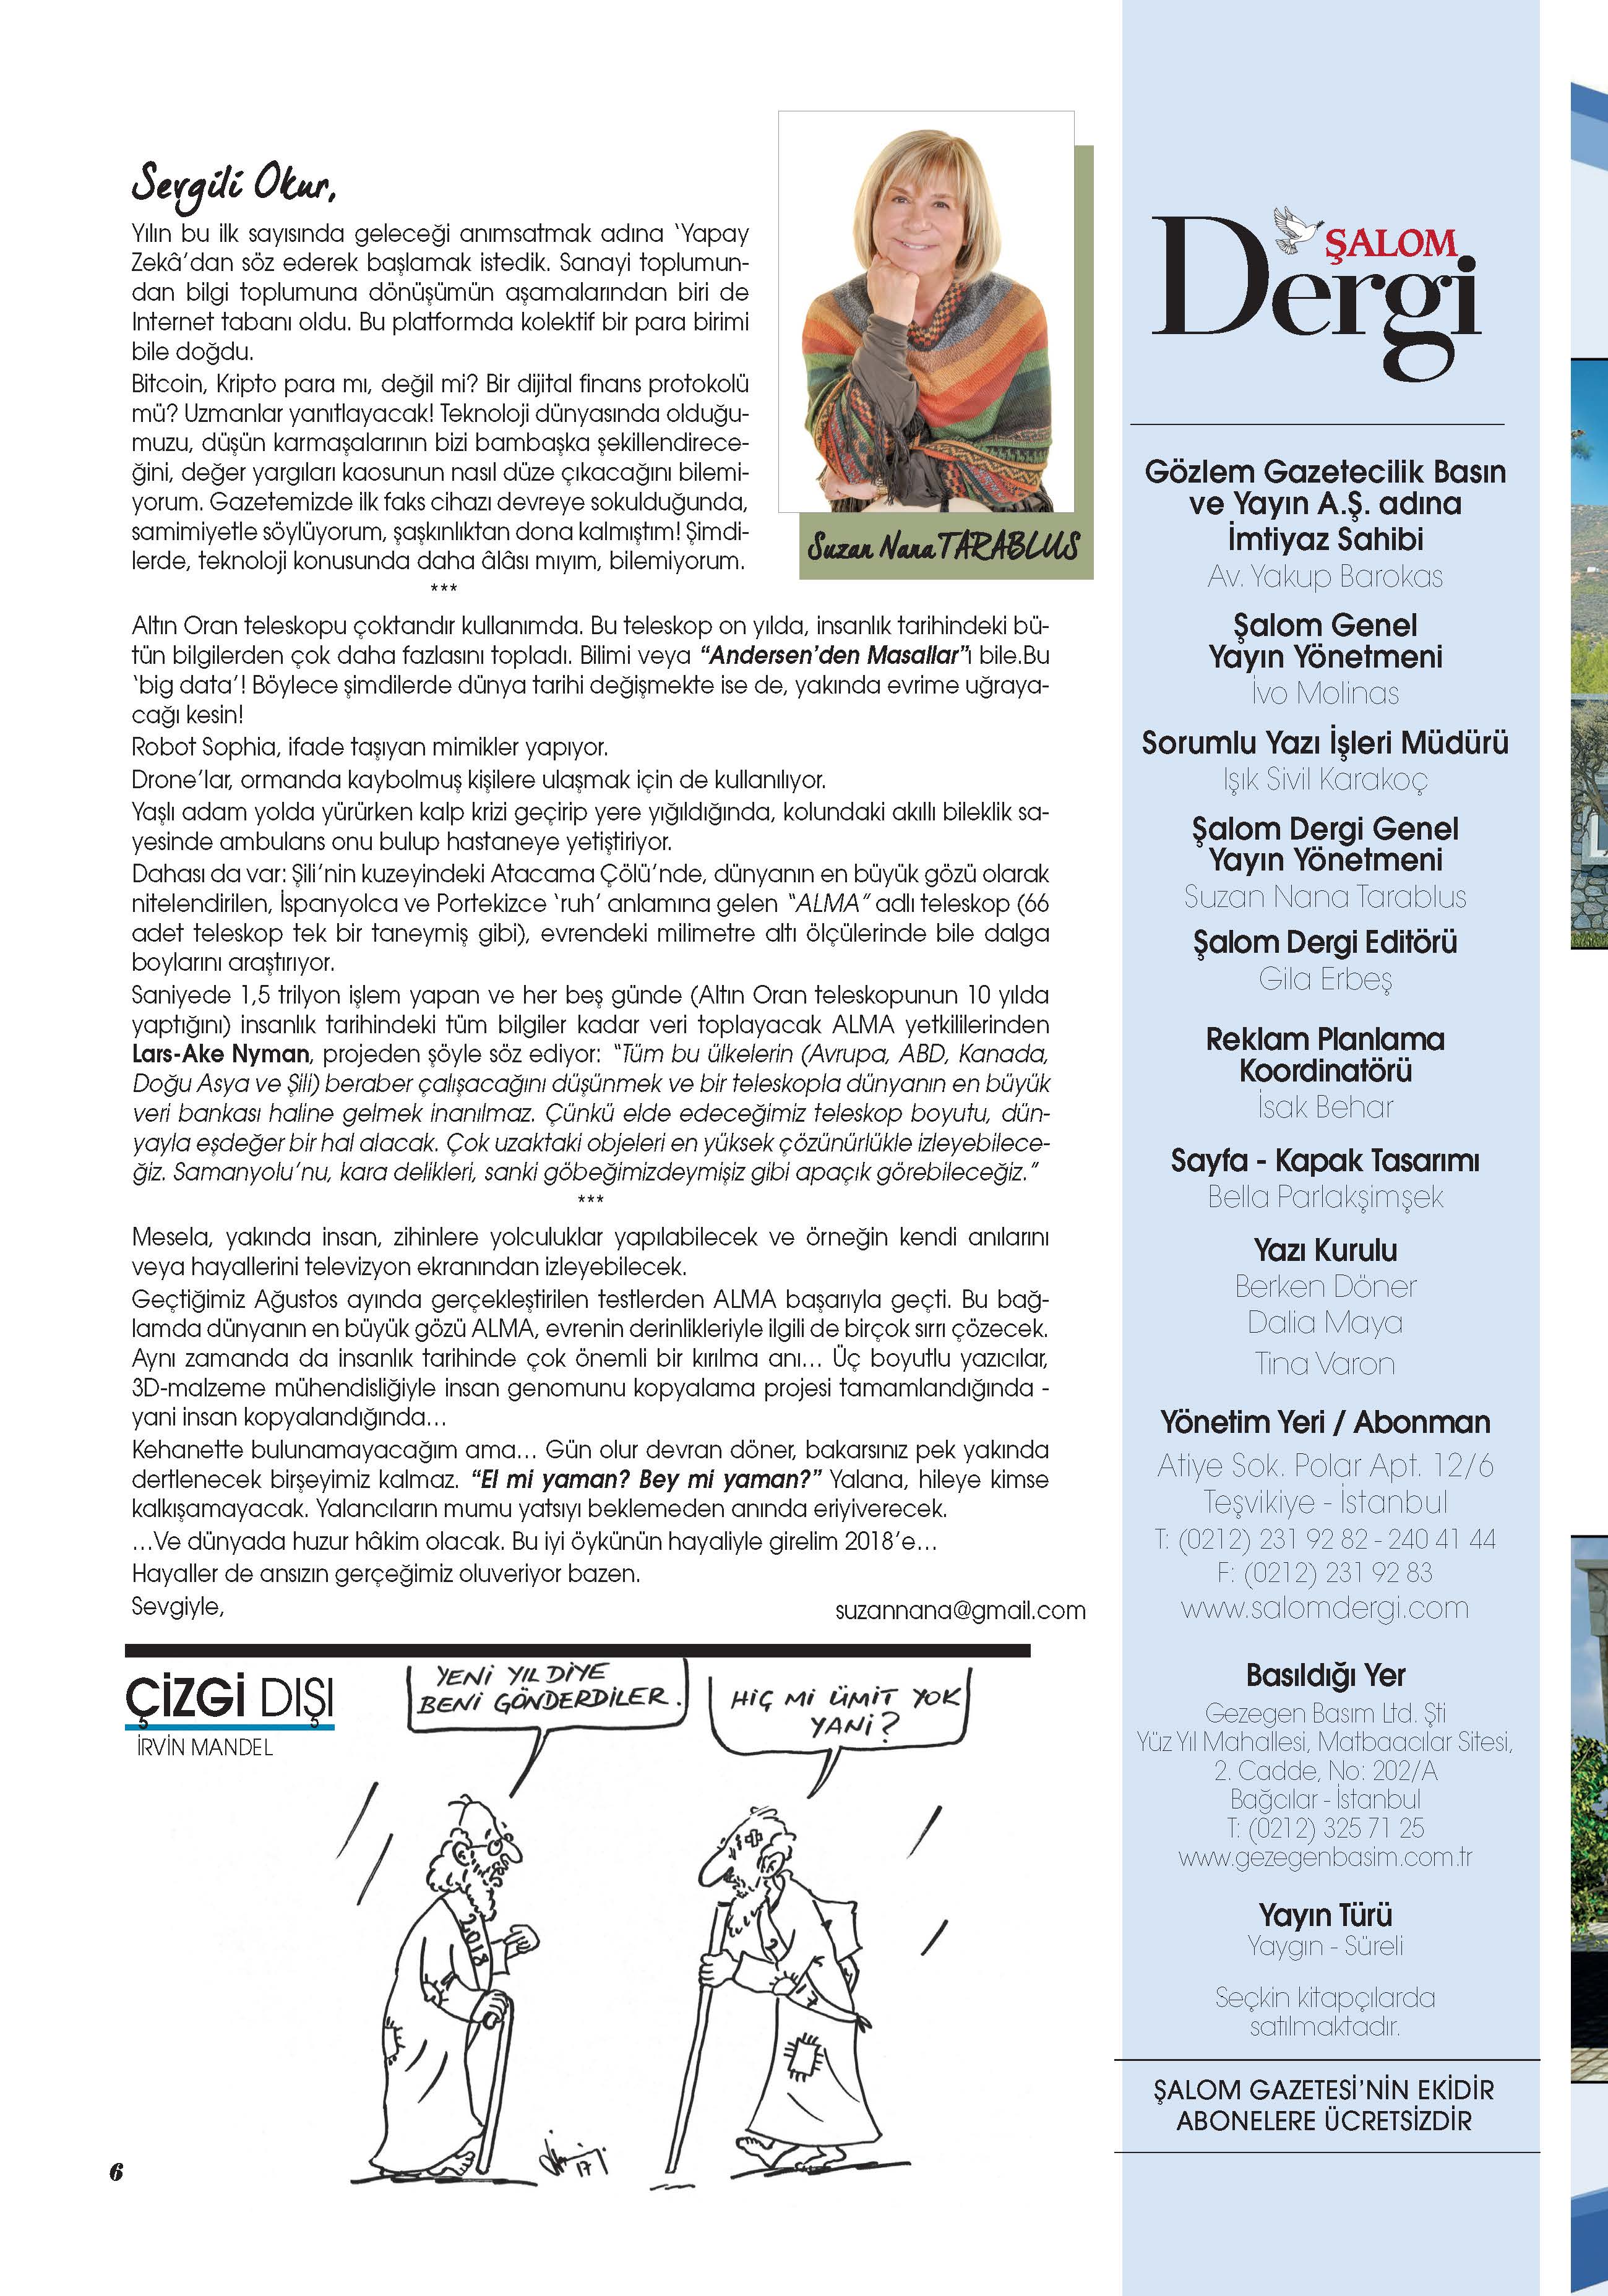 Sevgili Okur,
Yılın bu ilk sayısında geleceği anımsatmak adına ‘Yapay
Zekâ’dan söz ederek başlamak istedik. Sanayi toplumun-
dan bilgi toplumuna dönüşümün aşamalarından biri de
Internet tabanı oldu. Bu platformda kolektif bir para birimi
bile doğdu.
Bitcoin, Kripto para mı, değil mi? Bir dijital finans protokolü
mü? Uzmanlar yanıtlayacak! Teknoloji dünyasında olduğu-
muzu, düşün karmaşalarının bizi bambaşka şekillendirece-
ğini, değer yargıları kaosunun nasıl düze çıkacağını bilemi-
yorum. Gazetemizde ilk faks cihazı devreye sokulduğunda,
samimiyetle söylüyorum, şaşkınlıktan dona kalmıştım! Şimdi-
lerde, teknoloji konusunda daha âlâsı mıyım, bilemiyorum.
***
Suzan Nana TARABLUS
Altın Oran teleskopu çoktandır kullanımda. Bu teleskop on yılda, insanlık tarihindeki bü-
tün bilgilerden çok daha fazlasını topladı. Bilimi veya “Andersen’den Masallar”ı bile.Bu
‘big data’! Böylece şimdilerde dünya tarihi değişmekte ise de, yakında evrime uğraya-
cağı kesin!
Robot Sophia, ifade taşıyan mimikler yapıyor.
Drone’lar, ormanda kaybolmuş kişilere ulaşmak için de kullanılıyor.
Yaşlı adam yolda yürürken kalp krizi geçirip yere yığıldığında, kolundaki akıllı bileklik sa-
yesinde ambulans onu bulup hastaneye yetiştiriyor.
Dahası da var: Şili’nin kuzeyindeki Atacama Çölü’nde, dünyanın en büyük gözü olarak
nitelendirilen, İspanyolca ve Portekizce ‘ruh’ anlamına gelen “ALMA” adlı teleskop (66
adet teleskop tek bir taneymiş gibi), evrendeki milimetre altı ölçülerinde bile dalga
boylarını araştırıyor.
Saniyede 1,5 trilyon işlem yapan ve her beş günde (Altın Oran teleskopunun 10 yılda
yaptığını) insanlık tarihindeki tüm bilgiler kadar veri toplayacak ALMA yetkililerinden
Lars-Ake Nyman, projeden şöyle söz ediyor: “Tüm bu ülkelerin (Avrupa, ABD, Kanada,
Doğu Asya ve Şili) beraber çalışacağını düşünmek ve bir teleskopla dünyanın en büyük
veri bankası haline gelmek inanılmaz. Çünkü elde edeceğimiz teleskop boyutu, dün-
yayla eşdeğer bir hal alacak. Çok uzaktaki objeleri en yüksek çözünürlükle izleyebilece-
ğiz. Samanyolu’nu, kara delikleri, sanki göbeğimizdeymişiz gibi apaçık görebileceğiz.”
***
Mesela, yakında insan, zihinlere yolculuklar yapılabilecek ve örneğin kendi anılarını
veya hayallerini televizyon ekranından izleyebilecek.
Geçtiğimiz Ağustos ayında gerçekleştirilen testlerden ALMA başarıyla geçti. Bu bağ-
lamda dünyanın en büyük gözü ALMA, evrenin derinlikleriyle ilgili de birçok sırrı çözecek.
Aynı zamanda da insanlık tarihinde çok önemli bir kırılma anı… Üç boyutlu yazıcılar,
3D-malzeme mühendisliğiyle insan genomunu kopyalama projesi tamamlandığında -
yani insan kopyalandığında…
Kehanette bulunamayacağım ama… Gün olur devran döner, bakarsınız pek yakında
dertlenecek birşeyimiz kalmaz. “El mi yaman? Bey mi yaman?” Yalana, hileye kimse
kalkışamayacak. Yalancıların mumu yatsıyı beklemeden anında eriyiverecek.
…Ve dünyada huzur hâkim olacak. Bu iyi öykünün hayaliyle girelim 2018’e…
Hayaller de ansızın gerçeğimiz oluveriyor bazen.
Sevgiyle,
suzannana@gmail.com
ÇİZGİ DIŞI
İRVİN MANDEL
YENİ YIL DİYE
BENİ GÖNDERDİLER.
HİÇ Mİ ÜMİT YOK
YANİ?
2018
17
6
ŞALOM
Dergi
Gözlem Gazetecilik Basın
ve Yayın A.Ş. adına
İmtiyaz Sahibi
Av. Yakup Barokas
Şalom Genel
Yayın Yönetmeni
İvo Molinas
Sorumlu Yazı İşleri Müdürü
Işık Sivil Karakoç
Şalom Dergi Genel
Yayın Yönetmeni
Suzan Nana Tarablus
Şalom Dergi Editörü
Gila Erbeş
Reklam Planlama
Koordinatörü
İsak Behar
Sayfa - Kapak Tasarımı
Bella Parlakşimşek
Yazı Kurulu
Berken Döner
Dalia Maya
Tina Varon
Yönetim Yeri / Abonman
Atiye Sok. Polar Apt. 12/6
Teşvikiye - İstanbul
T: (0212) 231 92 82 - 240 41 44
F: (0212) 231 92 83
www.salomdergi.com
Basıldığı Yer
Gezegen Basım Ltd. Şti
Yüz Yıl Mahallesi, Matbaacılar Sitesi,
2. Cadde, No: 202/A
Bağcılar - İstanbul
T: (0212) 325 71 25
www.gezegenbasim.com.tr
Yayın Türü
Yaygın - Süreli
Seçkin kitapçılarda
satılmaktadır.
ŞALOM GAZETESİ’NİN EKİDİR
ABONELERE ÜCRETSİZDİR